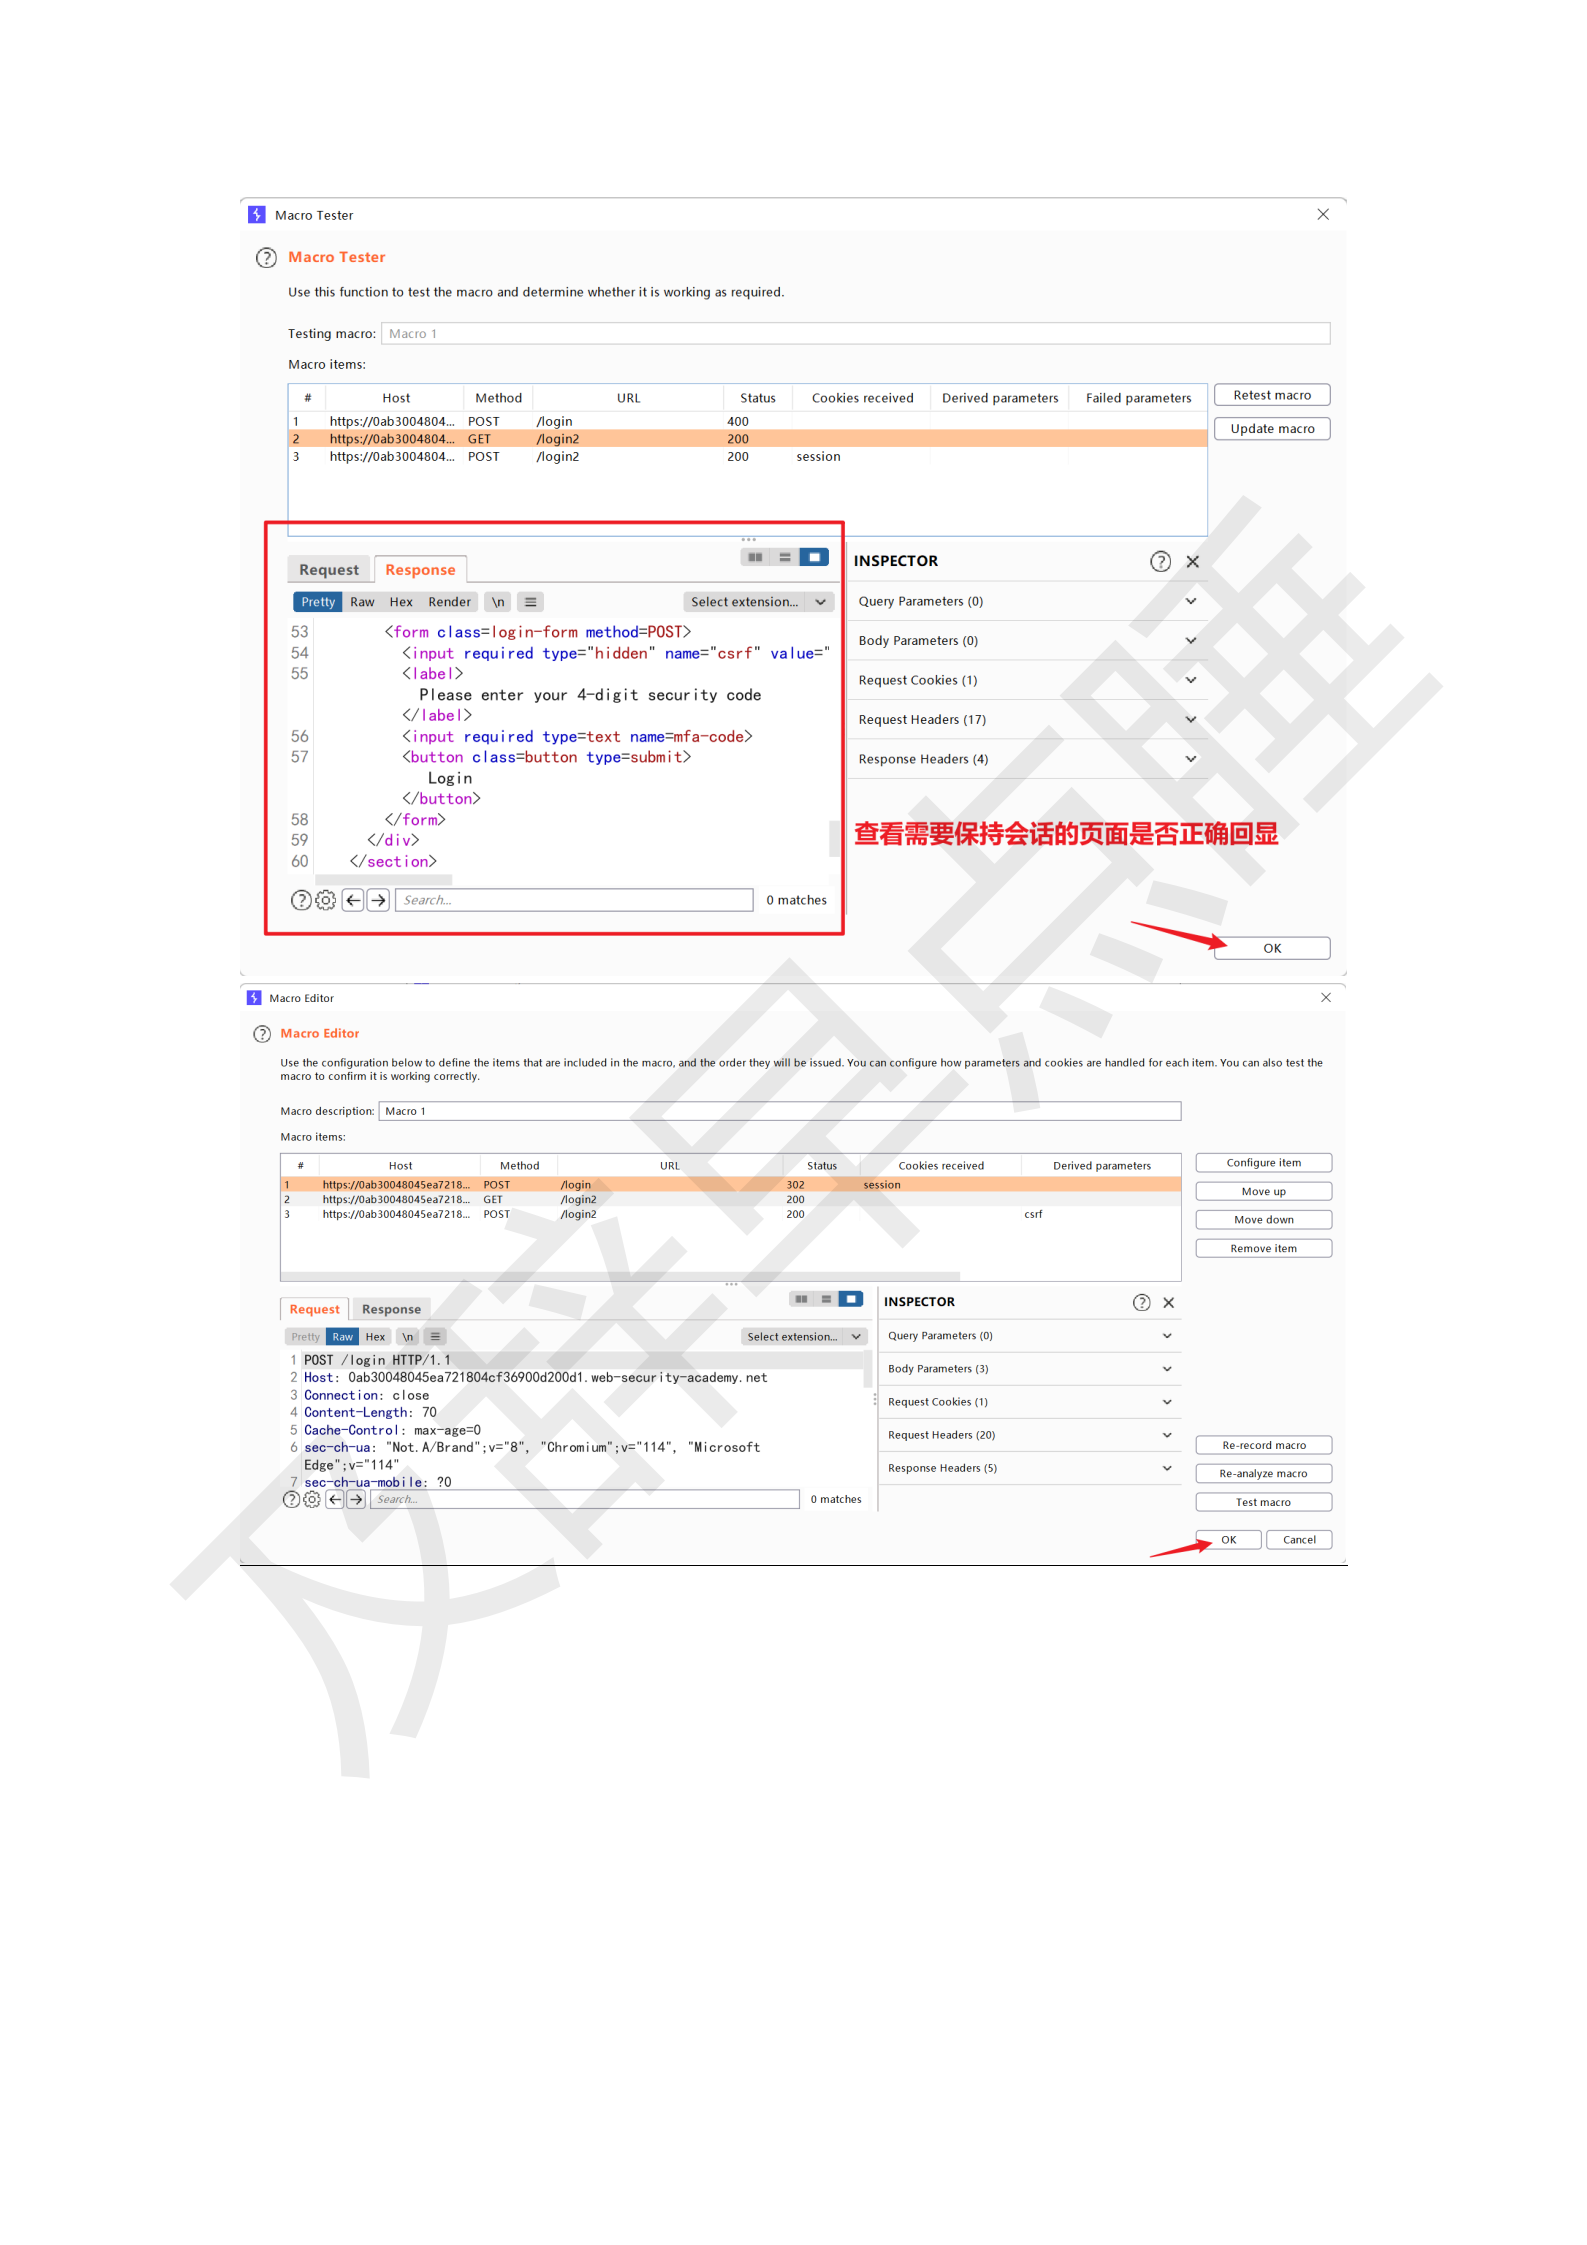 Macro Tester
Macro Tester
Use this function to test the macro and determine whether it is working as required.
Testing macro: Macro 1
Macro items:
# Host Method URL Status Cookies received Derived parameters Failed parameters
1 https://0ab3004804... POST /login 400
2 https://0ab3004804... GET /login2 200
3 https://0ab3004804... POST /login2 200 session
Retest macro
Update macro
Request Response
Pretty Raw Hex Render \n Select extension...
53 <form class=login-form method=POST>
54 <input required type="hidden" name="csrf" value="
55 <label>
Please enter your 4-digit security code
</label>
56 <input required type=text name=mfa-code>
57 <button class=button type=submit>
Login
</button>
58 </form>
59 </div>
60 </section>
Search... 0 matches
INSPECTOR
Query Parameters (0)
Body Parameters (0)
Request Cookies (1)
Request Headers (17)
Response Headers (4)
查看需要保持会话的页面是否正确回显
OK
Macro Editor
Macro Editor
Use the configuration below to define the items that are included in the macro, and the order they will be issued. You can configure how parameters and cookies are handled for each item. You can also test the
macro to confirm it is working correctly.
Macro description: Macro 1
Macro items:
# Host Method URL Status Cookies received Derived parameters
1 https://0ab30048045ea7218... POST /login 302 session
2 https://0ab30048045ea7218... GET /login2 200
3 https://0ab30048045ea7218... POST /login2 200 csrf
Configure item
Move up
Move down
Remove item
Request Response
Pretty Raw Hex \n Select extension...
1 POST /login HTTP/1.1
2 Host: 0ab30048045ea721804cf36900d200d1.web-security-academy.net
3 Connection: close
4 Content-Length: 70
5 Cache-Control: max-age=0
6 sec-ch-ua: "Not.A/Brand";v="8", "Chromium";v="114", "Microsoft
Edge";v="114"
7 sec-ch-ua-mobile: ?0
Search... 0 matches
INSPECTOR
Query Parameters (0)
Body Parameters (3)
Request Cookies (1)
Request Headers (20)
Response Headers (5)
Re-record macro
Re-analyze macro
Test macro
OK Cancel
及辞早点睡